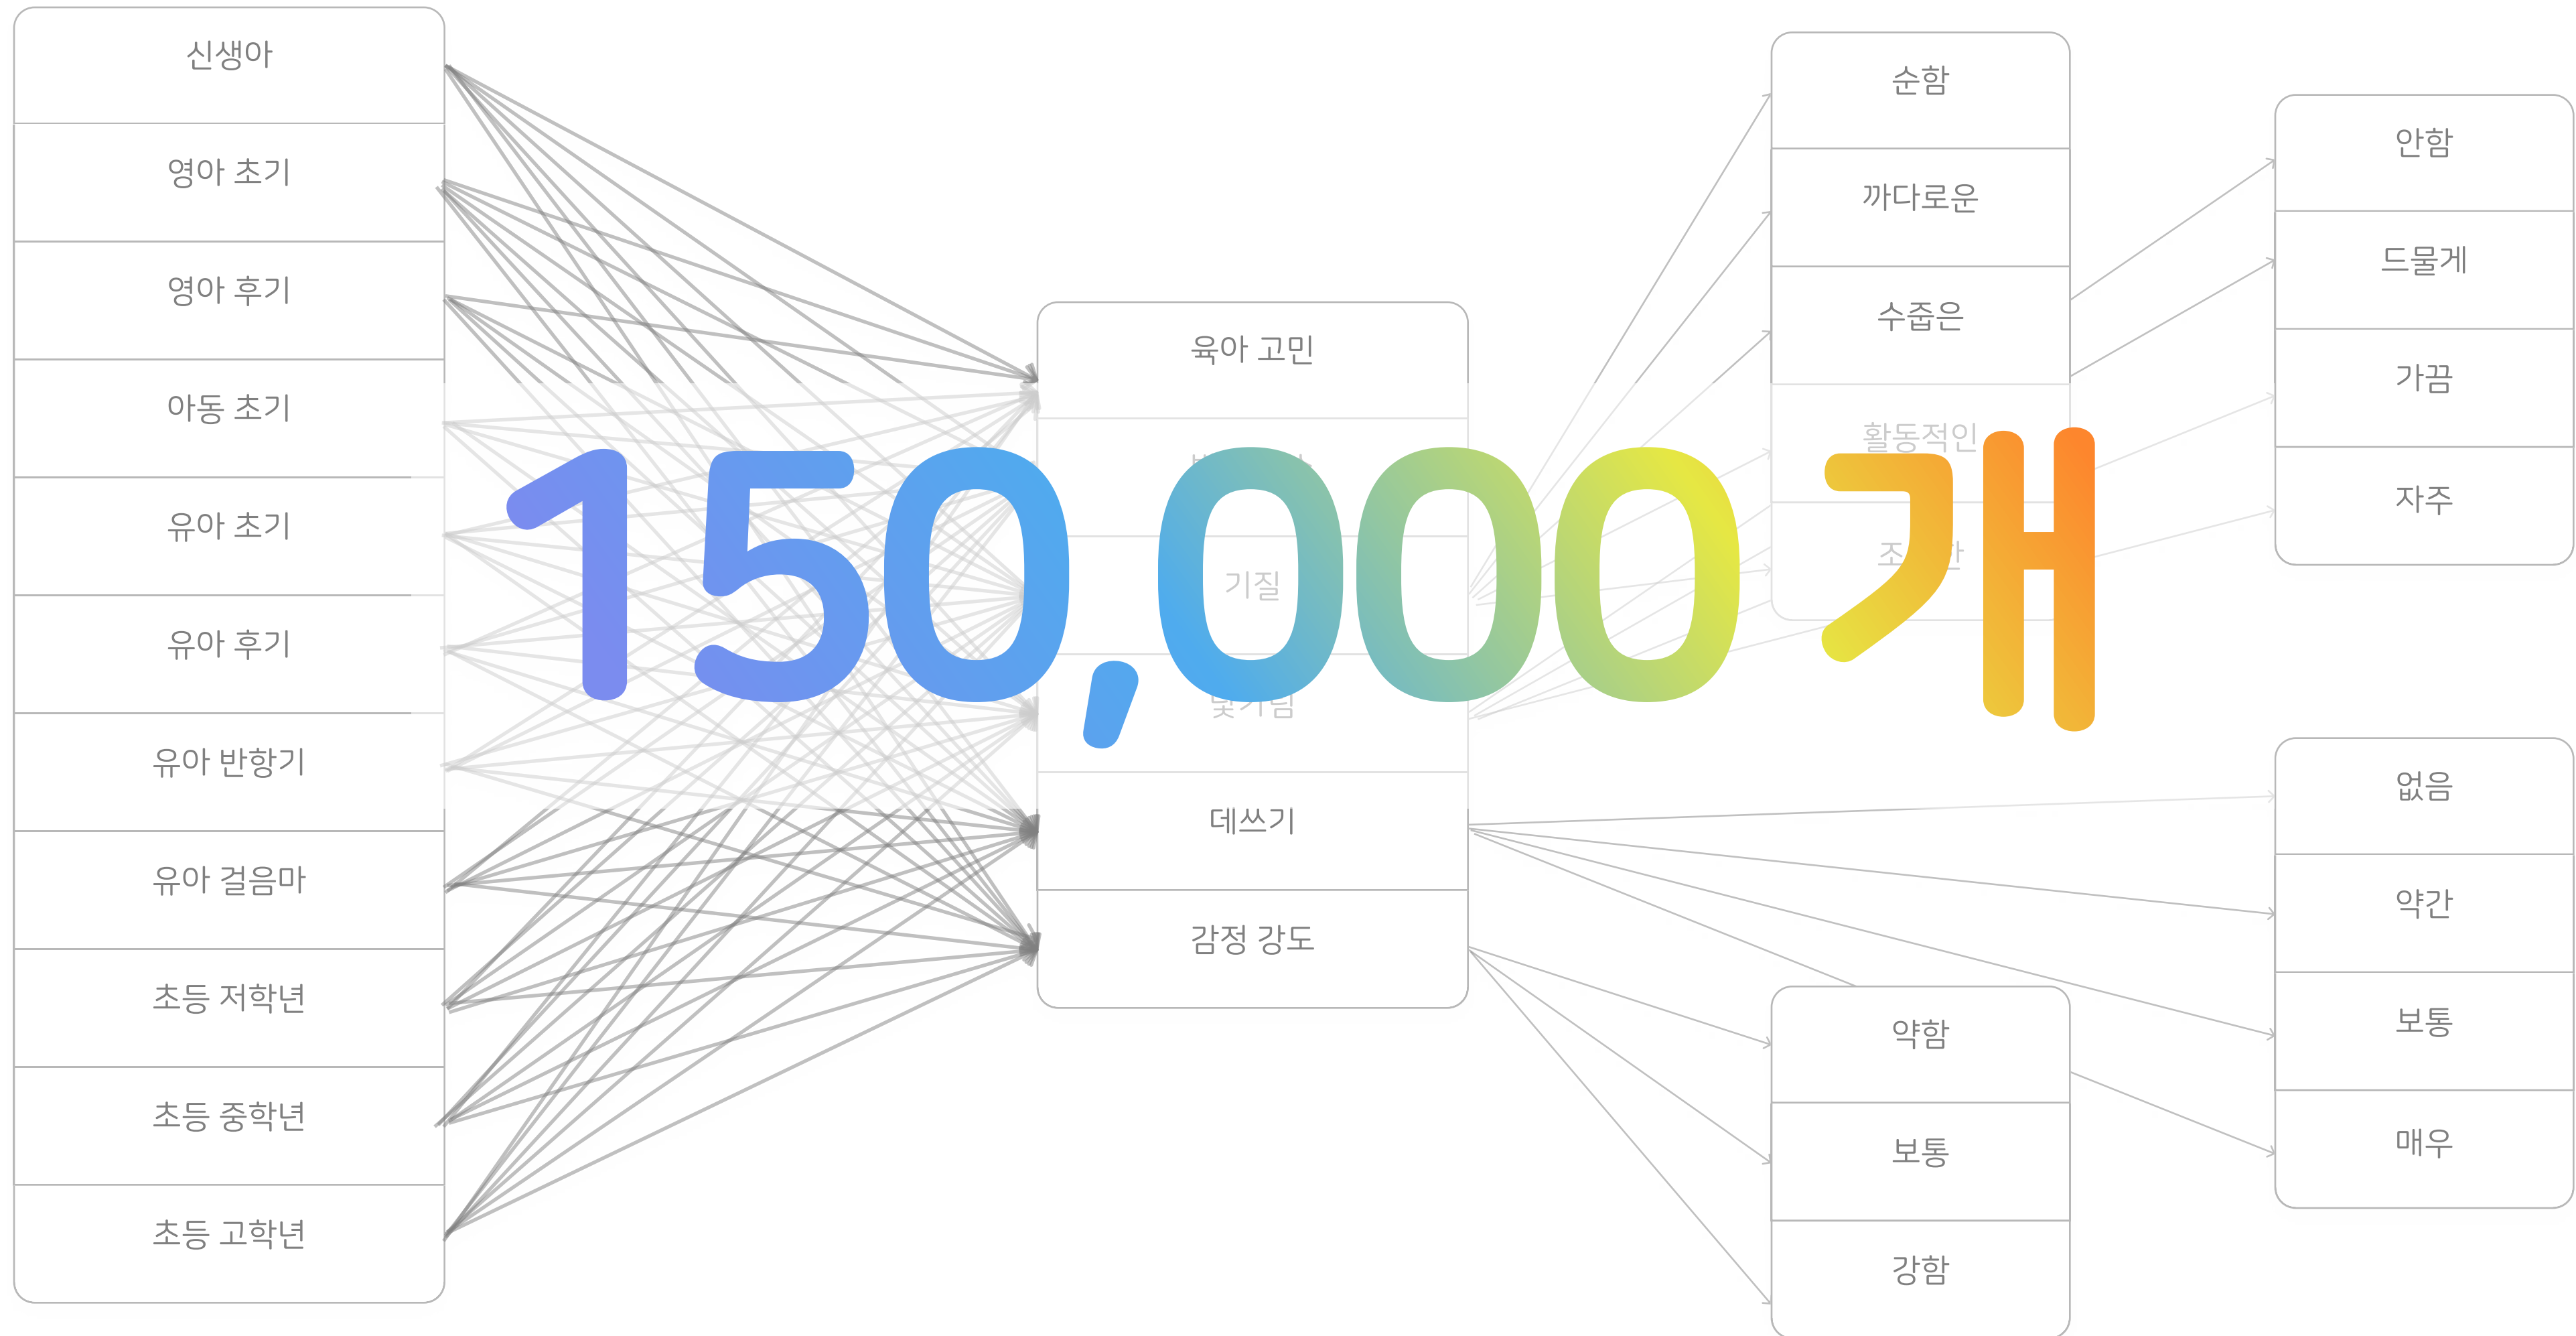 신생아
영아 초기
영아 후기
아동 초기
유아 초기
유아 후기
유아 반항기
유아 걸음마
초등 저학년
초등 중학년
초등 고학년
육아 고민
기질
데쓰기
감정 강도
150,000 개
순함
까다로운
수줍은
활동적인
약함
보통
강함
안함
드물게
가끔
자주
없음
약간
보통
매우